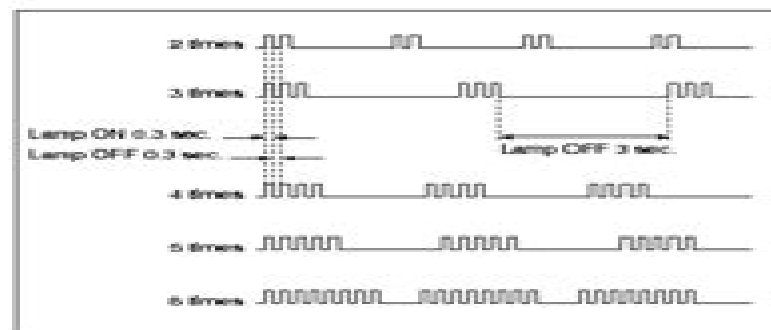 2 times
3 times
Lamp ON 0.3 sec.
Lamp OFF 0.3 sec.
Lamp OFF 3 sec.
4 times
5 times
6 times